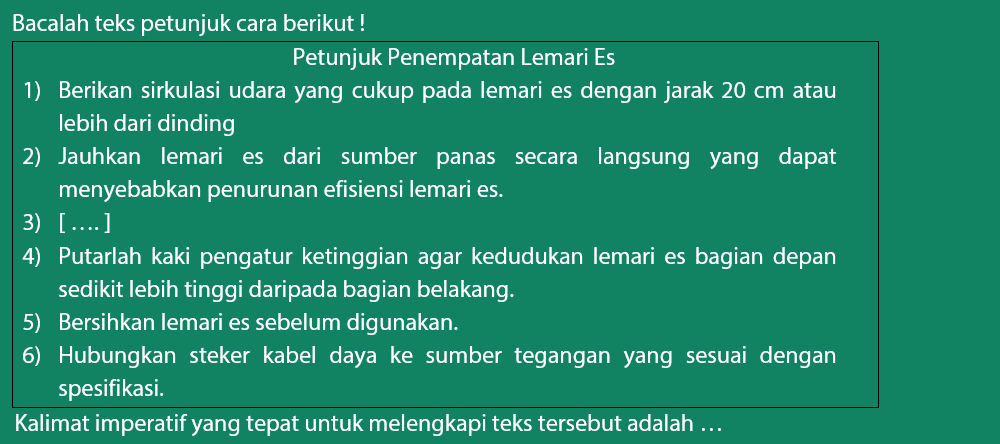 Bacalah teks petunjuk cara berikut !
Petunjuk Penempatan Lemari Es
1) Berikan sirkulasi udara yang cukup pada lemari es dengan jarak 20 cm atau
lebih dari dinding
2) Jauhkan lemari es dari sumber panas secara langsung yang dapat
menyebabkan penurunan efisiensi lemari es.
3) [ .... ]
4) Putarlah kaki pengatur ketinggian agar kedudukan lemari es bagian depan
sedikit lebih tinggi daripada bagian belakang.
5) Bersihkan lemari es sebelum digunakan.
6) Hubungkan steker kabel daya ke sumber tegangan yang sesuai dengan
spesifikasi.
Kalimat imperatif yang tepat untuk melengkapi teks tersebut adalah ...